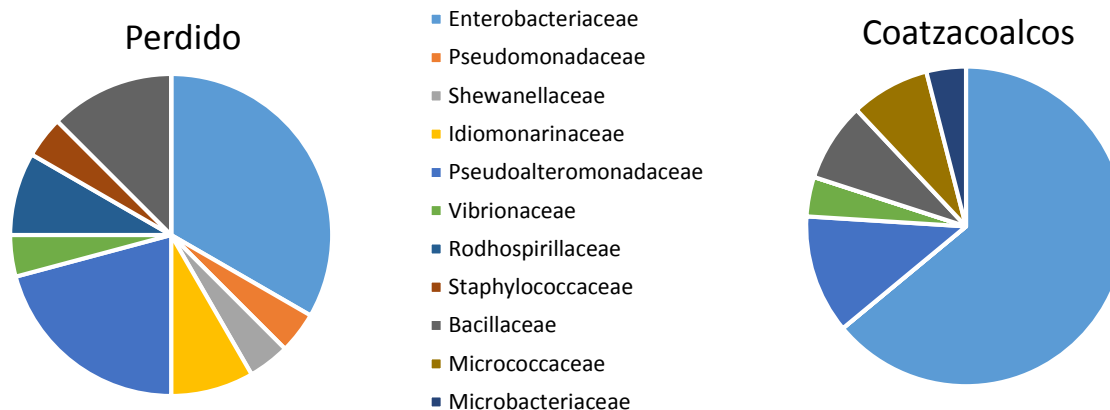 Perdido
Enterobacteriaceae
Pseudomonadaceae
Shewanellaceae
Idiomonarinaceae
Pseudoalteromonadaceae
Vibrionaceae
Rodhospirillaceae
Staphylococcaceae
Bacillaceae
Micrococcaceae
Microbacteriaceae
Coatzacoalcos